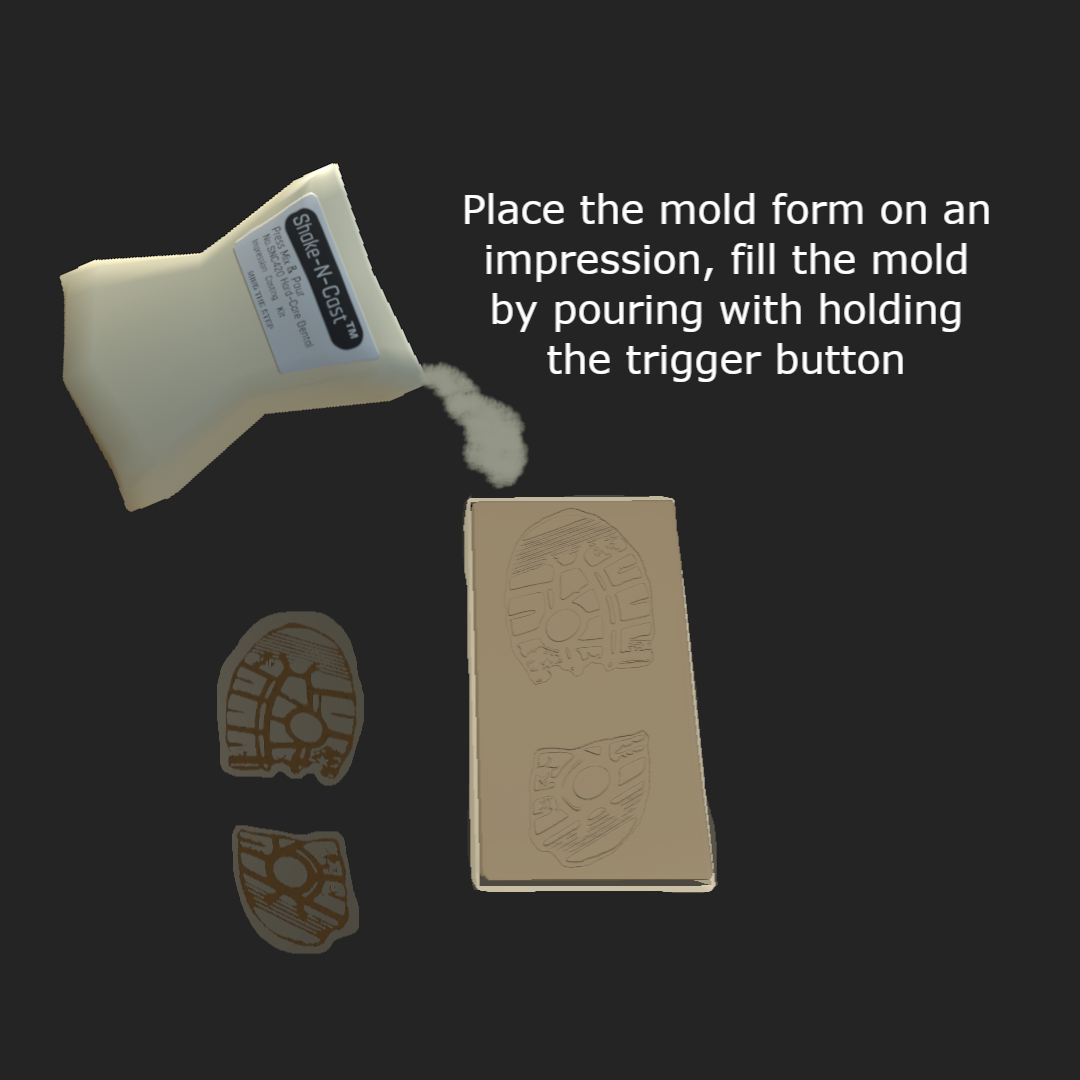 Place the mold form on an
impression, fill the mold
by pouring with holding
the trigger button
Shake-N-Cast™
Press Mix & Pour
No.SNC420 Hard-Core Dental
Impression Casting Kit